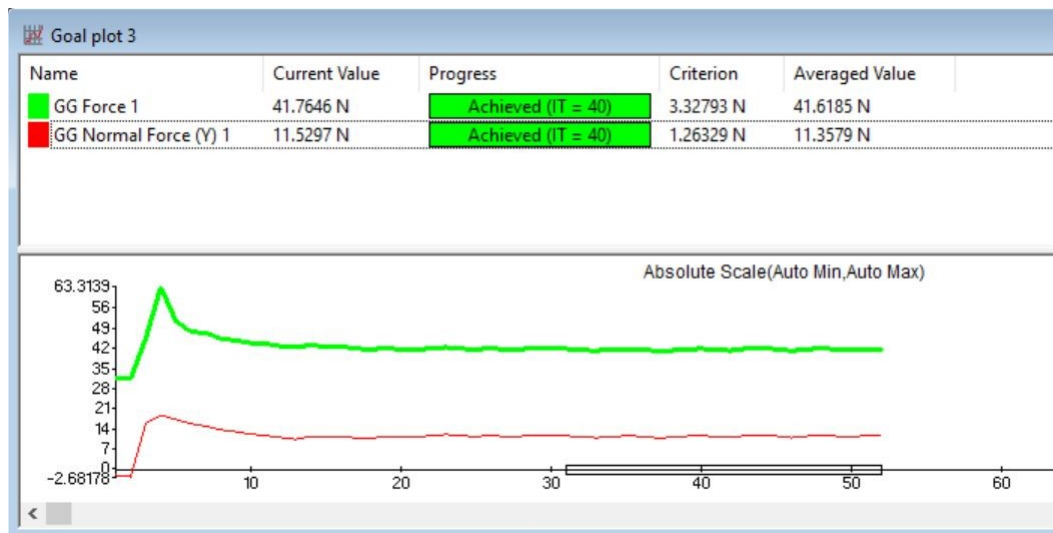 Goal plot 3
Name Current Value Progress Criterion Averaged Value
GG Force 1 41.7646 N Achieved (IT = 40) 3.32793 N 41.6185 N
GG Normal Force (Y) 1 11.5297 N Achieved (IT = 40) 1.26329 N 11.3579 N
Absolute Scale(Auto Min,Auto Max)
63.3139
56
49
42
35
28
21
14
7
0
-2.68178
10 20 30 40 50 60